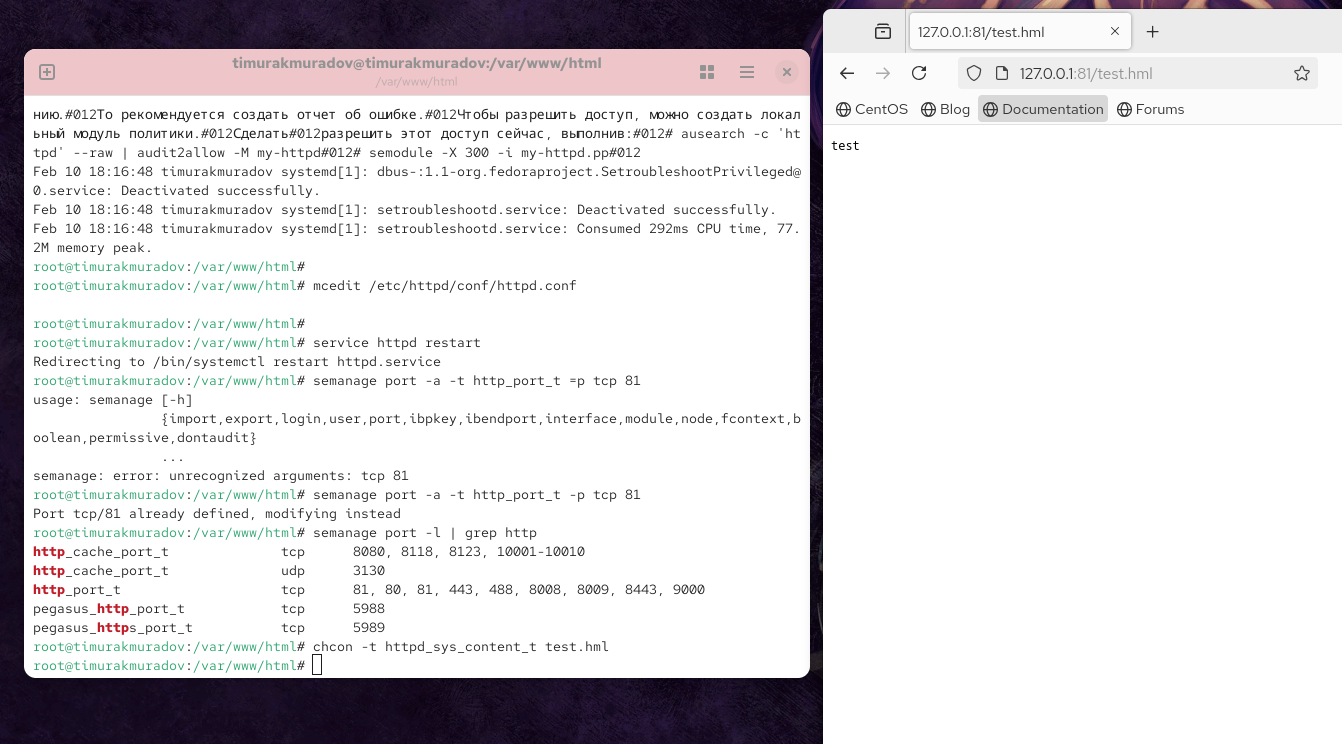 timurakmuradov@timurakmuradov:/var/www/html
/var/www/html
нию.#012То рекомендуется создать отчет об ошибке.#012Чтобы разрешить доступ, можно создать локал
ьный модуль политики.#012Сделать#012разрешить этот доступ сейчас, выполнив:#012# ausearch -c 'ht
tpd' --raw | audit2allow -M my-httpd#012# semodule -X 300 -i my-httpd.pp#012
Feb 10 18:16:48 timurakmuradov systemd[1]: dbus-:1.1-org.fedoraproject.SetroubleshootPrivileged@
0.service: Deactivated successfully.
Feb 10 18:16:48 timurakmuradov systemd[1]: setroubleshootd.service: Deactivated successfully.
Feb 10 18:16:48 timurakmuradov systemd[1]: setroubleshootd.service: Consumed 292ms CPU time, 77.
2M memory peak.
root@timurakmuradov:/var/www/html#
root@timurakmuradov:/var/www/html# mcedit /etc/httpd/conf/httpd.conf
root@timurakmuradov:/var/www/html#
root@timurakmuradov:/var/www/html# service httpd restart
Redirecting to /bin/systemctl restart httpd.service
root@timurakmuradov:/var/www/html# semanage port -a -t http_port_t =p tcp 81
usage: semanage [-h]
{import,export,login,user,port,ibpkey,ibendport,interface,module,node,fcontext,b
oolean,permissive,dontaudit}
...
semanage: error: unrecognized arguments: tcp 81
root@timurakmuradov:/var/www/html# semanage port -a -t http_port_t -p tcp 81
Port tcp/81 already defined, modifying instead
root@timurakmuradov:/var/www/html# semanage port -l | grep http
http_cache_port_t tcp 8080, 8118, 8123, 10001-10010
http_cache_port_t udp 3130
http_port_t tcp 81, 80, 81, 443, 488, 8008, 8009, 8443, 9000
pegasus_http_port_t tcp 5988
pegasus_https_port_t tcp 5989
root@timurakmuradov:/var/www/html# chcon -t httpd_sys_content_t test.hml
root@timurakmuradov:/var/www/html#
127.0.0.1:81/test.hml
127.0.0.1:81/test.hml
CentOS Blog Documentation Forums
test